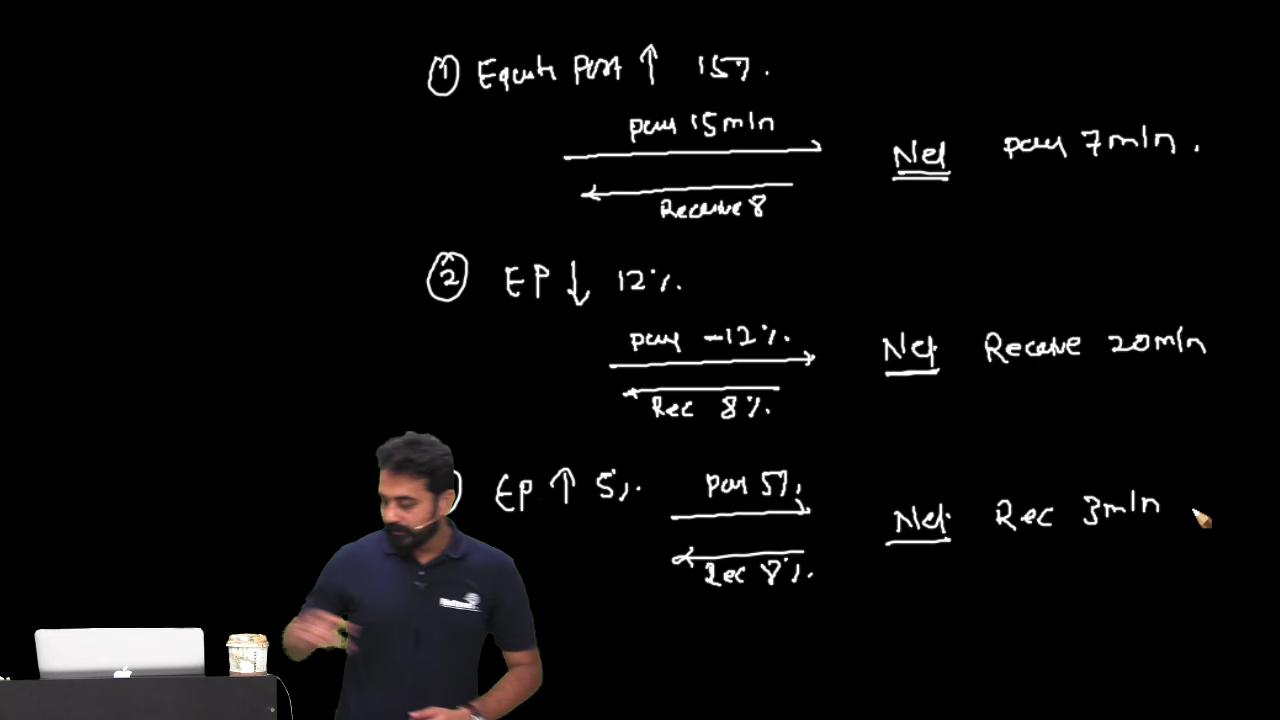 ① Equity Port ↑ 15%.
pay 15mln
Receive 8
Net pay 7mln.
② EP ↓ 12%.
pay -12%.
Rec 8%.
Net Receive 20mln
EP ↑ 5%.
pay 5%
Rec 8%.
Net Rec 3mln